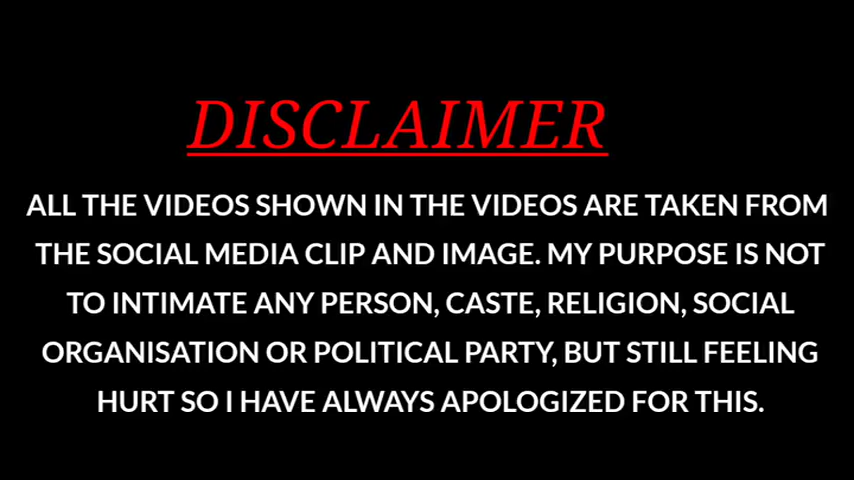 DISCLAIMER
ALL THE VIDEOS SHOWN IN THE VIDEOS ARE TAKEN FROM
THE SOCIAL MEDIA CLIP AND IMAGE. MY PURPOSE IS NOT
TO INTIMATE ANY PERSON, CASTE, RELIGION, SOCIAL
ORGANISATION OR POLITICAL PARTY, BUT STILL FEELING
HURT SO I HAVE ALWAYS APOLOGIZED FOR THIS.